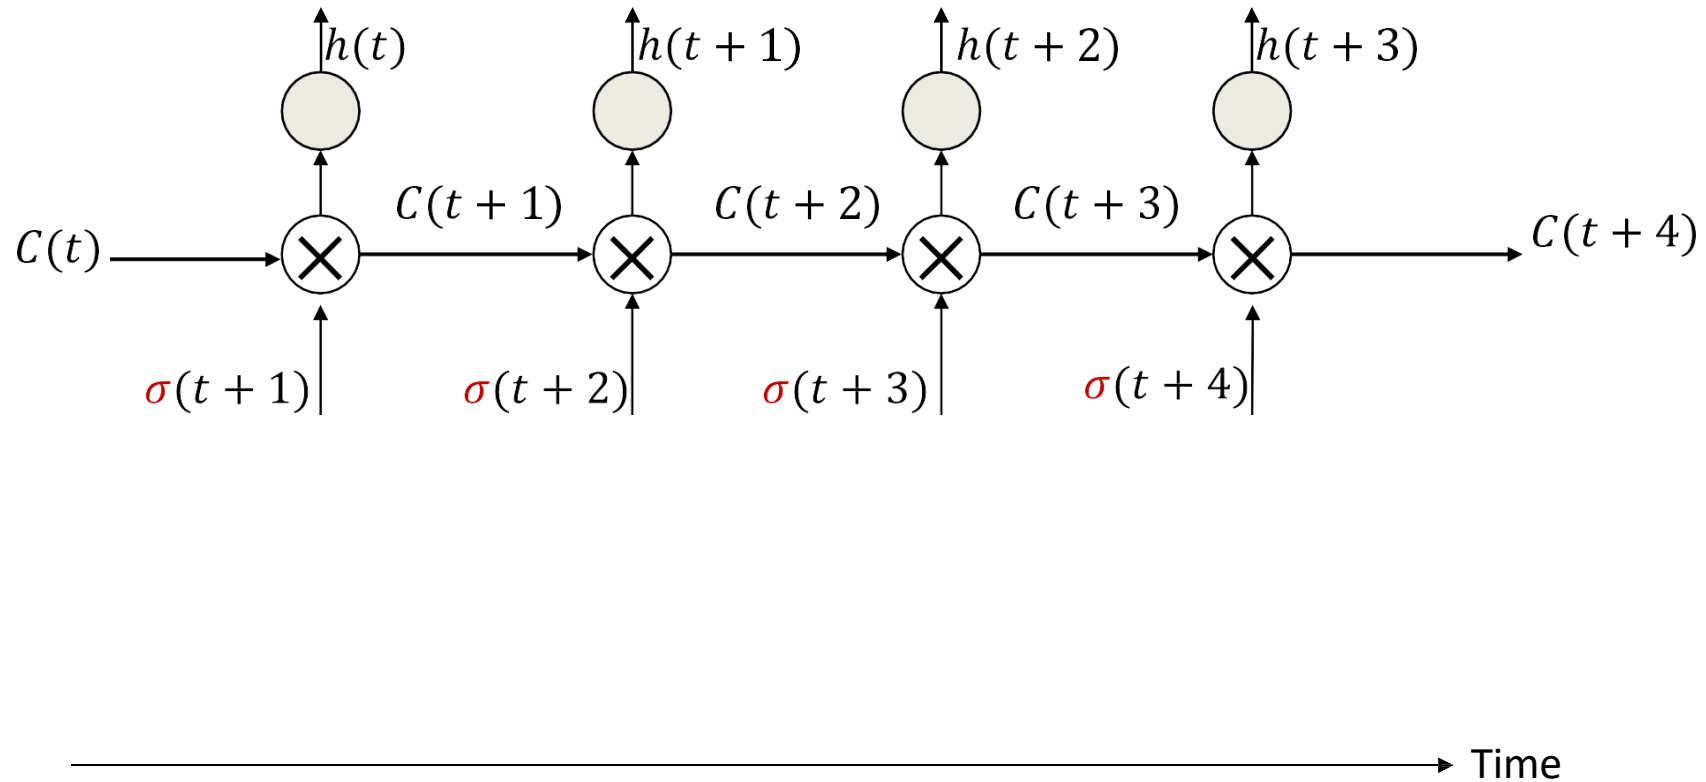 h(t) h(t + 1) h(t + 2) h(t + 3)
C(t) C(t + 1) C(t + 2) C(t + 3) C(t + 4)
σ(t + 1) σ(t + 2) σ(t + 3) σ(t + 4)
Time